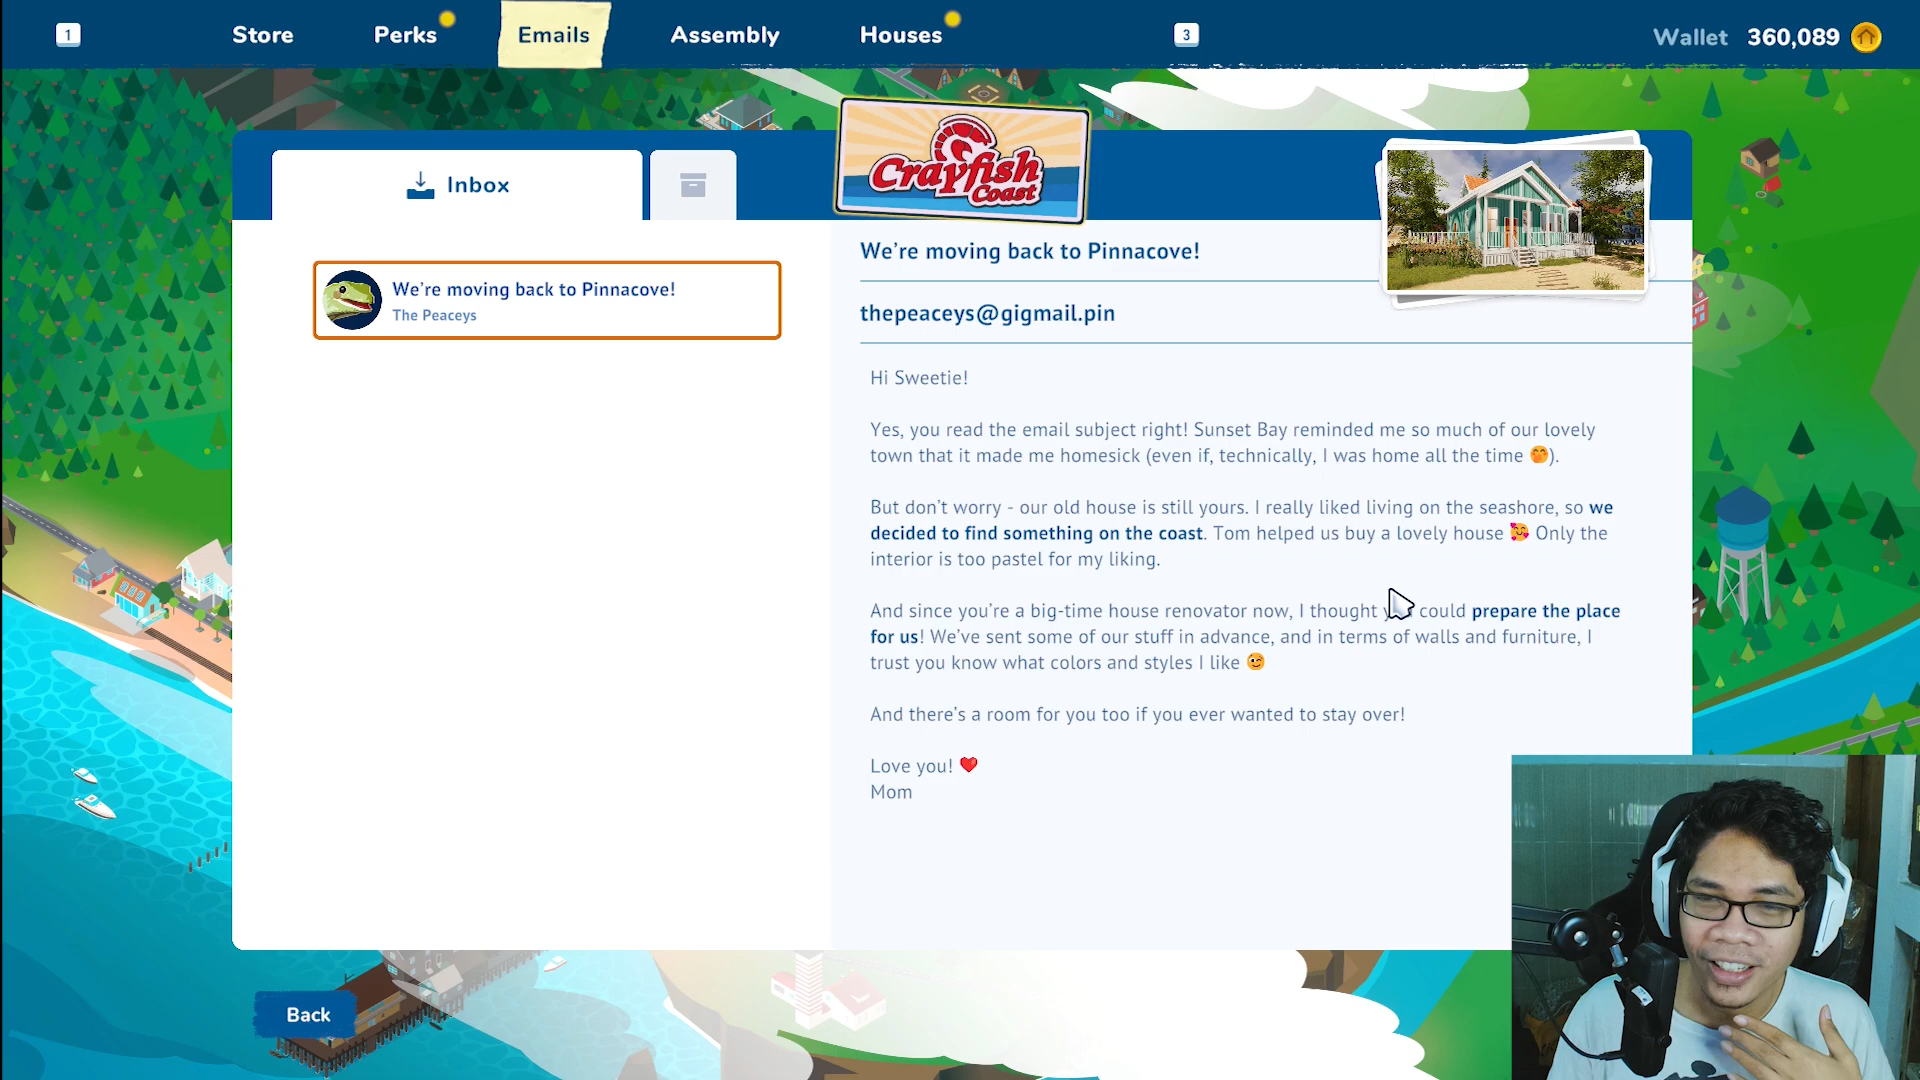 1 Store Perks Emails Assembly Houses 3 Wallet 360,089
Crayfish
Coast
Inbox
We're moving back to Pinnacove!
The Peaceys
We're moving back to Pinnacove!
thepeaceys@gigmail.pin
Hi Sweetie!
Yes, you read the email subject right! Sunset Bay reminded me so much of our lovely
town that it made me homesick (even if, technically, I was home all the time 🤭).
But don't worry - our old house is still yours. I really liked living on the seashore, so we
decided to find something on the coast. Tom helped us buy a lovely house 🥰 Only the
interior is too pastel for my liking.
And since you're a big-time house renovator now, I thought could prepare the place
for us! We've sent some of our stuff in advance, and in terms of walls and furniture, I
trust you know what colors and styles I like 😉
And there's a room for you too if you ever wanted to stay over!
Love you! ❤️
Mom
Back